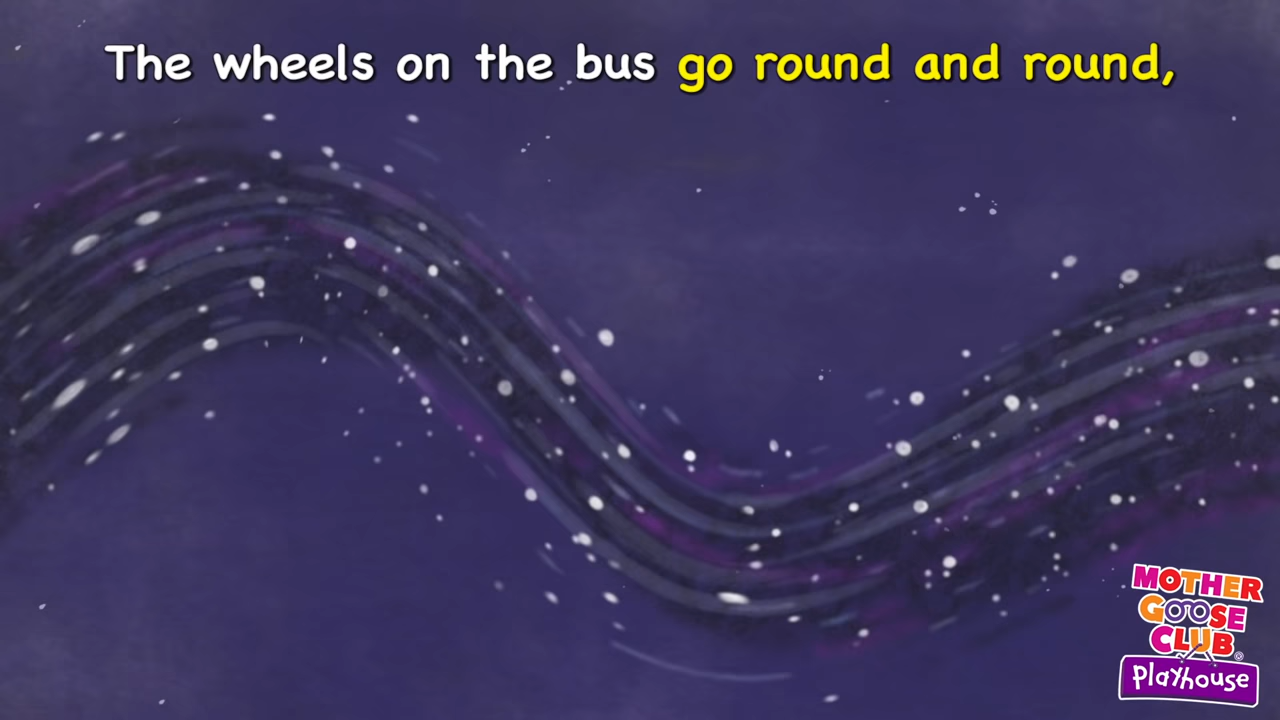 The wheels on the bus go round and round,
MOTHER
GOOSE
CLUB®
Playhouse